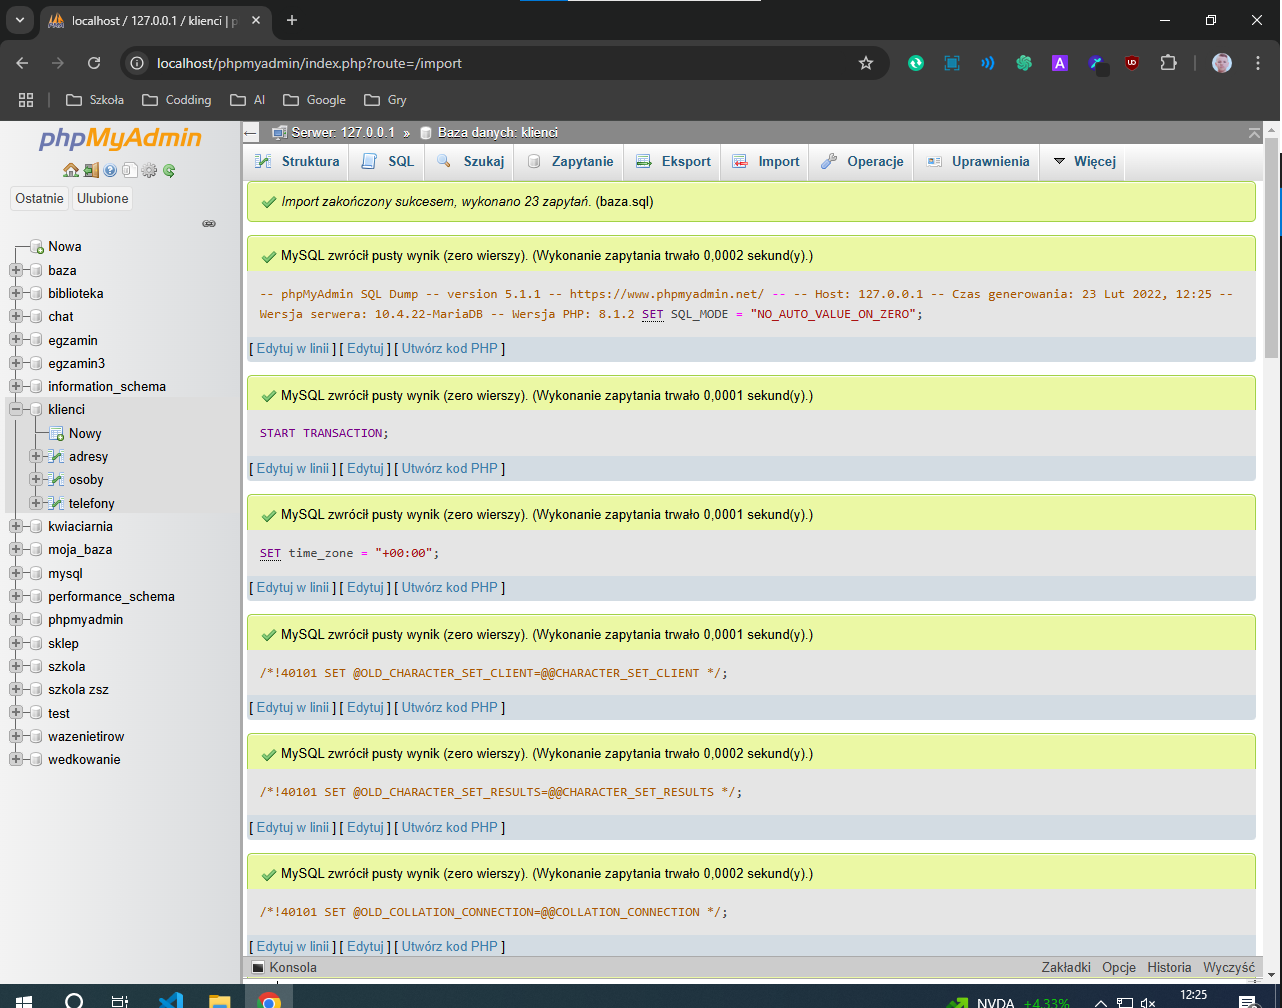 localhost / 127.0.0.1 / klienci | p
localhost/phpmyadmin/index.php?route=/import
Szkoła
Codding
AI
Google
Gry
phpMyAdmin
Ostatnie
Ulubione
Nowa
baza
biblioteka
chat
egzamin
egzamin3
information_schema
klienci
Nowy
adresy
osoby
telefony
kwiaciarnia
moja_baza
mysql
performance_schema
phpmyadmin
sklep
szkola
szkola zsz
test
wazenietirow
wedkowanie
Serwer: 127.0.0.1 » Baza danych: klienci
Struktura
SQL
Szukaj
Zapytanie
Eksport
Import
Operacje
Uprawnienia
Więcej
Import zakończony sukcesem, wykonano 23 zapytań. (baza.sql)
MySQL zwrócił pusty wynik (zero wierszy). (Wykonanie zapytania trwało 0,0002 sekund(y).)
-- phpMyAdmin SQL Dump -- version 5.1.1 -- https://www.phpmyadmin.net/ -- -- Host: 127.0.0.1 -- Czas generowania: 23 Lut 2022, 12:25 --
Wersja serwera: 10.4.22-MariaDB -- Wersja PHP: 8.1.2 SET SQL_MODE = "NO_AUTO_VALUE_ON_ZERO";
[ Edytuj w linii ] [ Edytuj ] [ Utwórz kod PHP ]
MySQL zwrócił pusty wynik (zero wierszy). (Wykonanie zapytania trwało 0,0001 sekund(y).)
START TRANSACTION;
[ Edytuj w linii ] [ Edytuj ] [ Utwórz kod PHP ]
MySQL zwrócił pusty wynik (zero wierszy). (Wykonanie zapytania trwało 0,0001 sekund(y).)
SET time_zone = "+00:00";
[ Edytuj w linii ] [ Edytuj ] [ Utwórz kod PHP ]
MySQL zwrócił pusty wynik (zero wierszy). (Wykonanie zapytania trwało 0,0001 sekund(y).)
/*!40101 SET @OLD_CHARACTER_SET_CLIENT=@@CHARACTER_SET_CLIENT */;
[ Edytuj w linii ] [ Edytuj ] [ Utwórz kod PHP ]
MySQL zwrócił pusty wynik (zero wierszy). (Wykonanie zapytania trwało 0,0002 sekund(y).)
/*!40101 SET @OLD_CHARACTER_SET_RESULTS=@@CHARACTER_SET_RESULTS */;
[ Edytuj w linii ] [ Edytuj ] [ Utwórz kod PHP ]
MySQL zwrócił pusty wynik (zero wierszy). (Wykonanie zapytania trwało 0,0002 sekund(y).)
/*!40101 SET @OLD_COLLATION_CONNECTION=@@COLLATION_CONNECTION */;
[ Edytuj w linii ] [ Edytuj ] [ Utwórz kod PHP ]
Konsola
Zakładki
Opcje
Historia
Wyczyść
NVDA +4,33%
12:25